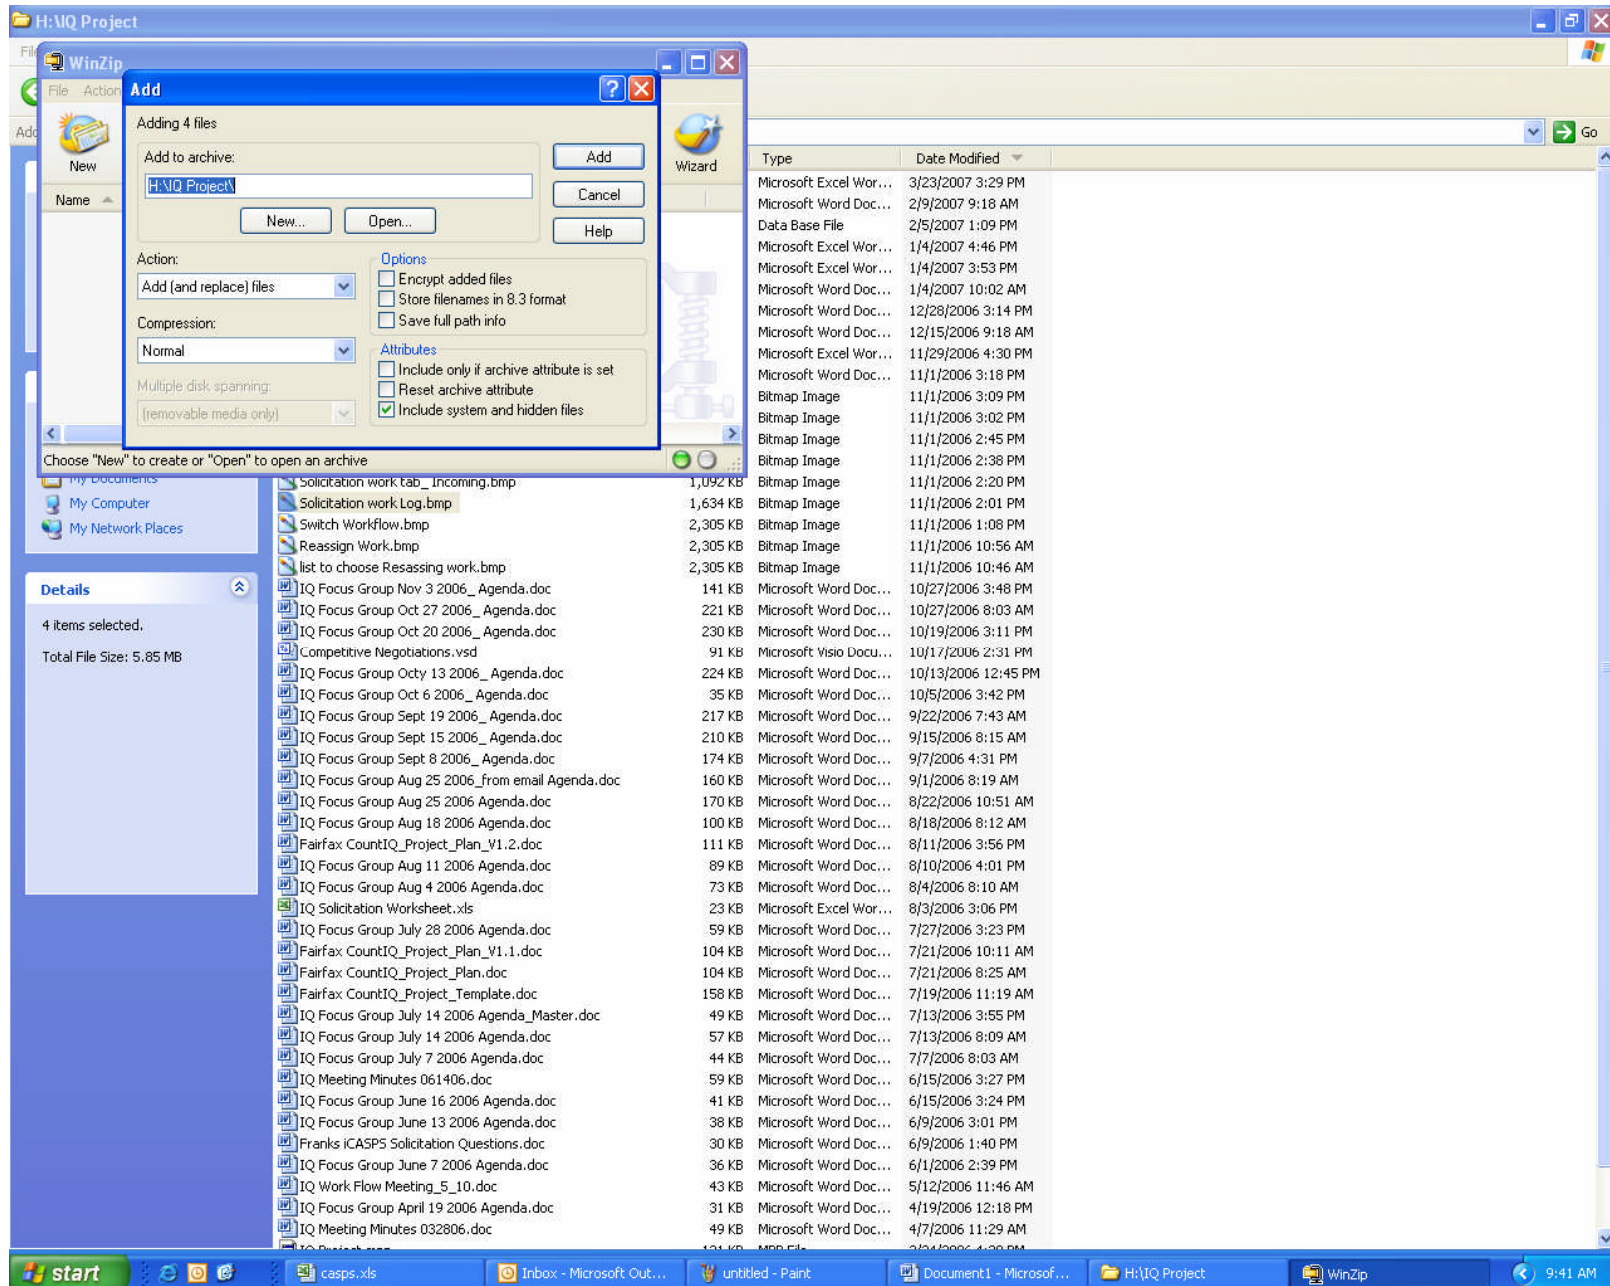 H:\IQ Project
WinZip
File Action
Add
Adding 4 files
Add to archive:
Add
H:\IQ Project\
Cancel
New... Open...
Help
Action:
Options
Add (and replace) files
Encrypt added files
Store filenames in 8.3 format
Save full path info
Compression:
Normal
Attributes
Include only if archive attribute is set
Reset archive attribute
Include system and hidden files
Multiple disk spanning:
(removable media only)
New
Wizard
Name
Choose "New" to create or "Open" to open an archive
Go
Type Date Modified
Microsoft Excel Wor... 3/23/2007 3:29 PM
Microsoft Word Doc... 2/9/2007 9:18 AM
Data Base File 2/5/2007 1:09 PM
Microsoft Excel Wor... 1/4/2007 4:46 PM
Microsoft Excel Wor... 1/4/2007 3:53 PM
Microsoft Word Doc... 1/4/2007 10:02 AM
Microsoft Word Doc... 12/28/2006 3:14 PM
Microsoft Word Doc... 12/15/2006 9:18 AM
Microsoft Excel Wor... 11/29/2006 4:30 PM
Microsoft Word Doc... 11/1/2006 3:18 PM
Bitmap Image 11/1/2006 3:09 PM
Bitmap Image 11/1/2006 3:02 PM
Bitmap Image 11/1/2006 2:45 PM
Bitmap Image 11/1/2006 2:38 PM
Solicitation work tab_ Incoming.bmp 1,092 KB Bitmap Image 11/1/2006 2:20 PM
Solicitation work Log.bmp 1,634 KB Bitmap Image 11/1/2006 2:01 PM
Switch Workflow.bmp 2,305 KB Bitmap Image 11/1/2006 1:08 PM
Reassign Work.bmp 2,305 KB Bitmap Image 11/1/2006 10:56 AM
list to choose Resassing work.bmp 2,305 KB Bitmap Image 11/1/2006 10:46 AM
IQ Focus Group Nov 3 2006_ Agenda.doc 141 KB Microsoft Word Doc... 10/27/2006 3:48 PM
IQ Focus Group Oct 27 2006_ Agenda.doc 221 KB Microsoft Word Doc... 10/27/2006 8:03 AM
IQ Focus Group Oct 20 2006_ Agenda.doc 230 KB Microsoft Word Doc... 10/19/2006 3:11 PM
Competitive Negotiations.vsd 91 KB Microsoft Visio Docu... 10/17/2006 2:31 PM
IQ Focus Group Octy 13 2006_ Agenda.doc 224 KB Microsoft Word Doc... 10/13/2006 12:45 PM
IQ Focus Group Oct 6 2006_ Agenda.doc 35 KB Microsoft Word Doc... 10/5/2006 3:42 PM
IQ Focus Group Sept 19 2006_ Agenda.doc 217 KB Microsoft Word Doc... 9/22/2006 7:43 AM
IQ Focus Group Sept 15 2006_ Agenda.doc 210 KB Microsoft Word Doc... 9/15/2006 8:15 AM
IQ Focus Group Sept 8 2006_ Agenda.doc 174 KB Microsoft Word Doc... 9/7/2006 4:31 PM
IQ Focus Group Aug 25 2006_from email Agenda.doc 160 KB Microsoft Word Doc... 9/1/2006 8:19 AM
IQ Focus Group Aug 25 2006 Agenda.doc 170 KB Microsoft Word Doc... 8/22/2006 10:51 AM
IQ Focus Group Aug 18 2006 Agenda.doc 100 KB Microsoft Word Doc... 8/18/2006 8:12 AM
Fairfax CountIQ_Project_Plan_V1.2.doc 111 KB Microsoft Word Doc... 8/11/2006 3:56 PM
IQ Focus Group Aug 11 2006 Agenda.doc 89 KB Microsoft Word Doc... 8/10/2006 4:01 PM
IQ Focus Group Aug 4 2006 Agenda.doc 73 KB Microsoft Word Doc... 8/4/2006 8:10 AM
IQ Solicitation Worksheet.xls 23 KB Microsoft Excel Wor... 8/3/2006 3:06 PM
IQ Focus Group July 28 2006 Agenda.doc 59 KB Microsoft Word Doc... 7/27/2006 3:23 PM
Fairfax CountIQ_Project_Plan_V1.1.doc 104 KB Microsoft Word Doc... 7/21/2006 10:11 AM
Fairfax CountIQ_Project_Plan.doc 104 KB Microsoft Word Doc... 7/21/2006 8:25 AM
Fairfax CountIQ_Project_Template.doc 158 KB Microsoft Word Doc... 7/19/2006 11:19 AM
IQ Focus Group July 14 2006 Agenda_Master.doc 49 KB Microsoft Word Doc... 7/13/2006 3:55 PM
IQ Focus Group July 14 2006 Agenda.doc 57 KB Microsoft Word Doc... 7/13/2006 8:09 AM
IQ Focus Group July 7 2006 Agenda.doc 44 KB Microsoft Word Doc... 7/7/2006 8:03 AM
IQ Meeting Minutes 061406.doc 59 KB Microsoft Word Doc... 6/15/2006 3:27 PM
IQ Focus Group June 16 2006 Agenda.doc 41 KB Microsoft Word Doc... 6/15/2006 3:24 PM
IQ Focus Group June 13 2006 Agenda.doc 38 KB Microsoft Word Doc... 6/9/2006 3:01 PM
Franks iCASPS Solicitation Questions.doc 30 KB Microsoft Word Doc... 6/9/2006 1:40 PM
IQ Focus Group June 7 2006 Agenda.doc 36 KB Microsoft Word Doc... 6/1/2006 2:39 PM
IQ Work Flow Meeting_5_10.doc 43 KB Microsoft Word Doc... 5/12/2006 11:46 AM
IQ Focus Group April 19 2006 Agenda.doc 31 KB Microsoft Word Doc... 4/19/2006 12:18 PM
IQ Meeting Minutes 032806.doc 49 KB Microsoft Word Doc... 4/7/2006 11:29 AM
My Documents
My Computer
My Network Places
Details
4 items selected.
Total File Size: 5.85 MB
start casps.xls Inbox - Microsoft Out... untitled - Paint Document1 - Microsof... H:\IQ Project WinZip 9:41 AM